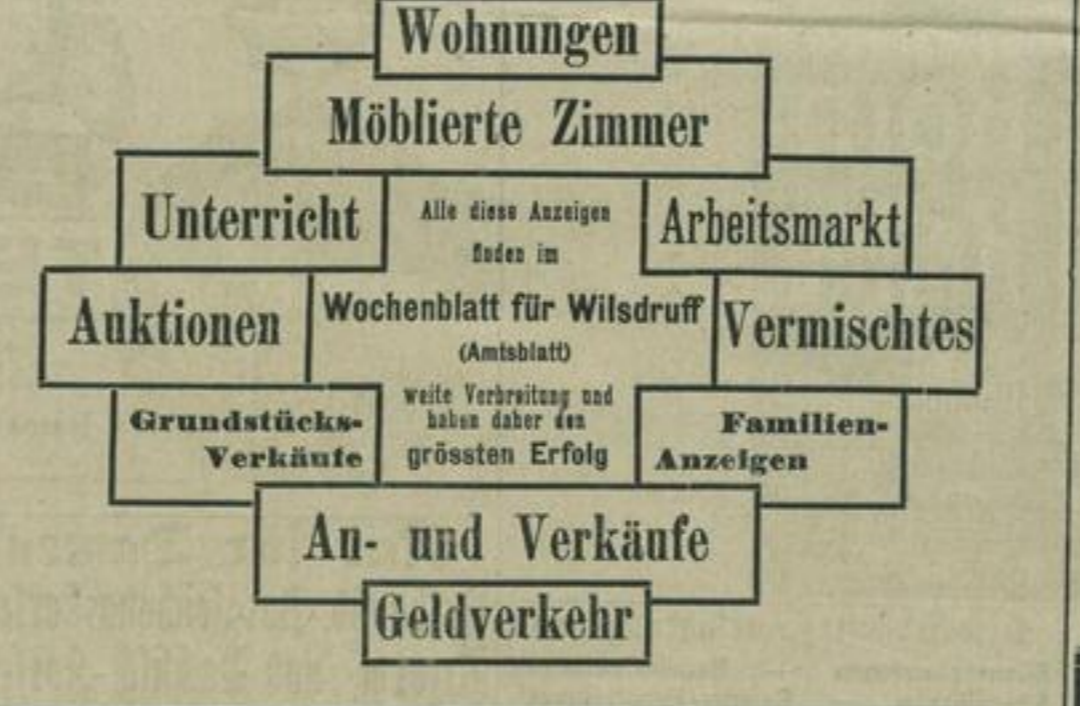 Wohnungen
Möblierte Zimmer
Unterricht
Alle diese Anzeigen
finden im
Arbeitsmarkt
Auktionen
Wochenblatt für Wilsdruff
(Amtsblatt)
Vermischtes
Grundstücks-
Verkäufe
weite Verbreitung und
haben daher den
grössten Erfolg
Familien-
Anzeigen
An- und Verkäufe
Geldverkehr